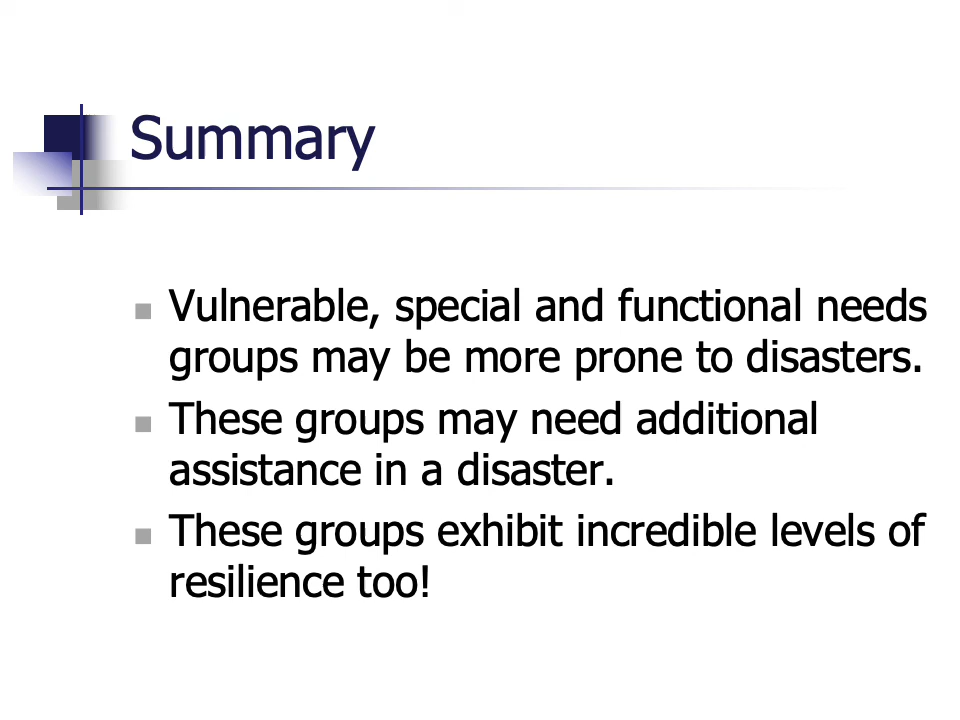 Summary
Vulnerable, special and functional needs
groups may be more prone to disasters.
These groups may need additional
assistance in a disaster.
These groups exhibit incredible levels of
resilience too!